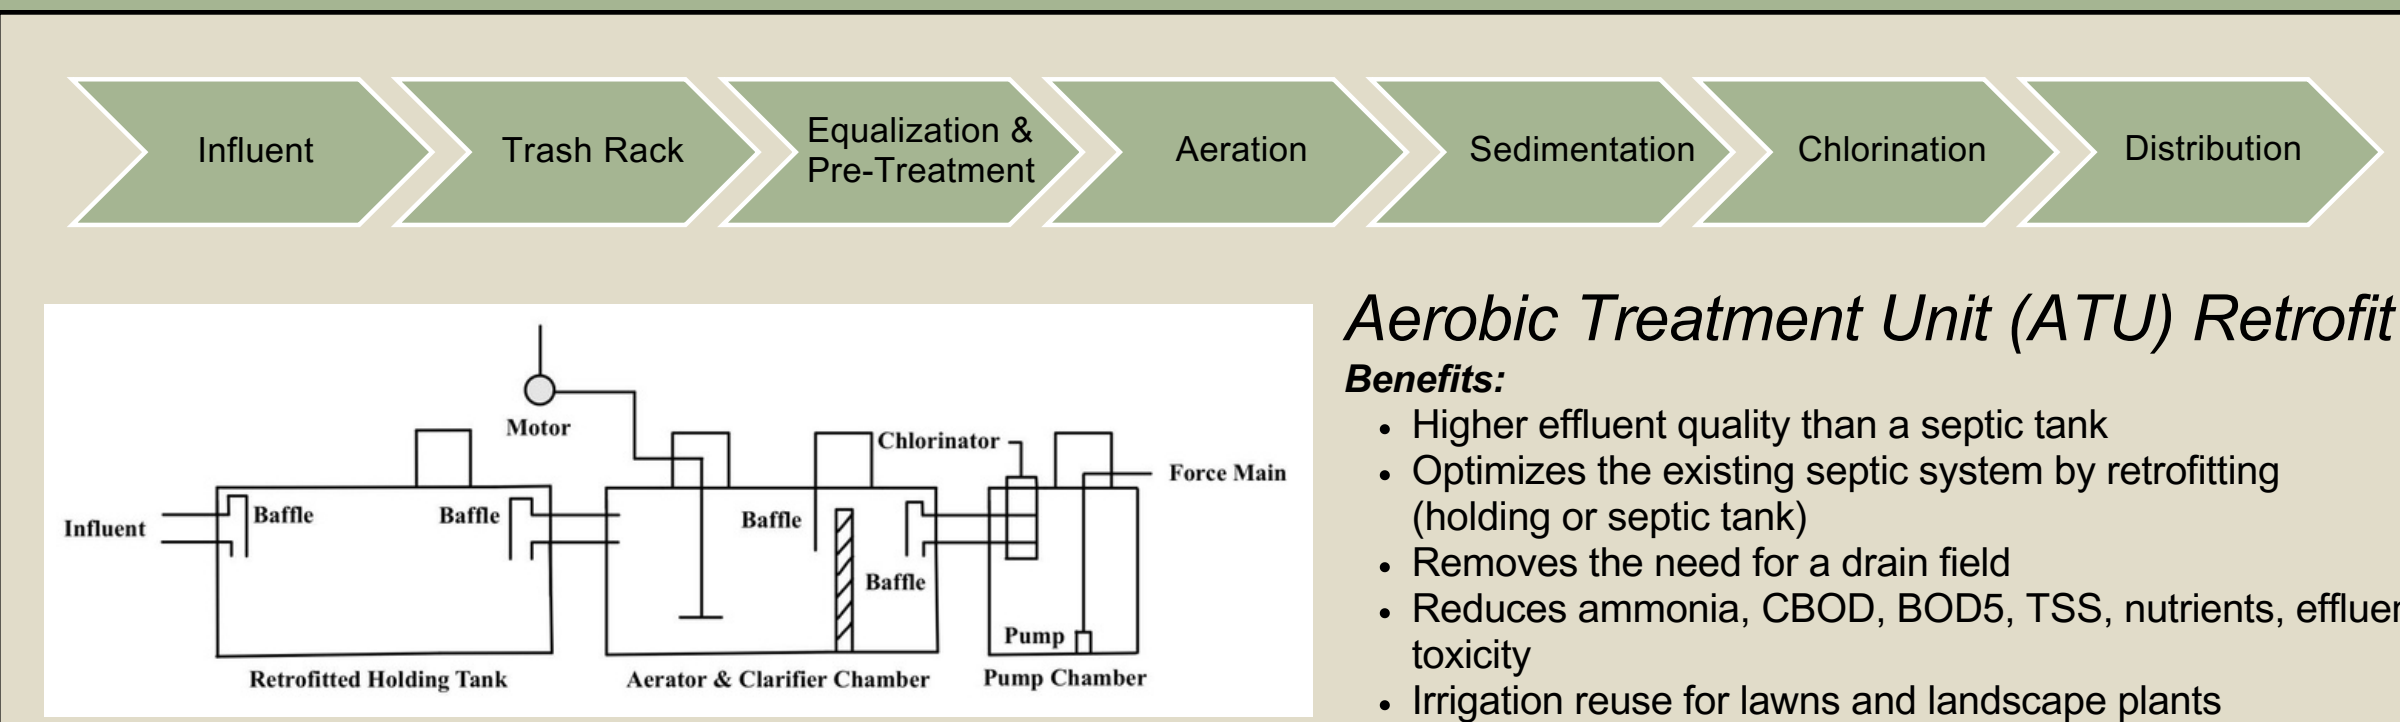 Influent
Trash Rack
Equalization &
Pre-Treatment
Aeration
Sedimentation
Chlorination
Distribution
Motor
Chlorinator
Force Main
Influent
Baffle
Baffle
Baffle
Baffle
Pump
Retrofitted Holding Tank
Aerator & Clarifier Chamber
Pump Chamber
Aerobic Treatment Unit (ATU) Retrofit
Benefits:
• Higher effluent quality than a septic tank
• Optimizes the existing septic system by retrofitting
(holding or septic tank)
• Removes the need for a drain field
• Reduces ammonia, CBOD, BOD5, TSS, nutrients,
toxicity
• Irrigation reuse for lawns and landscape plants